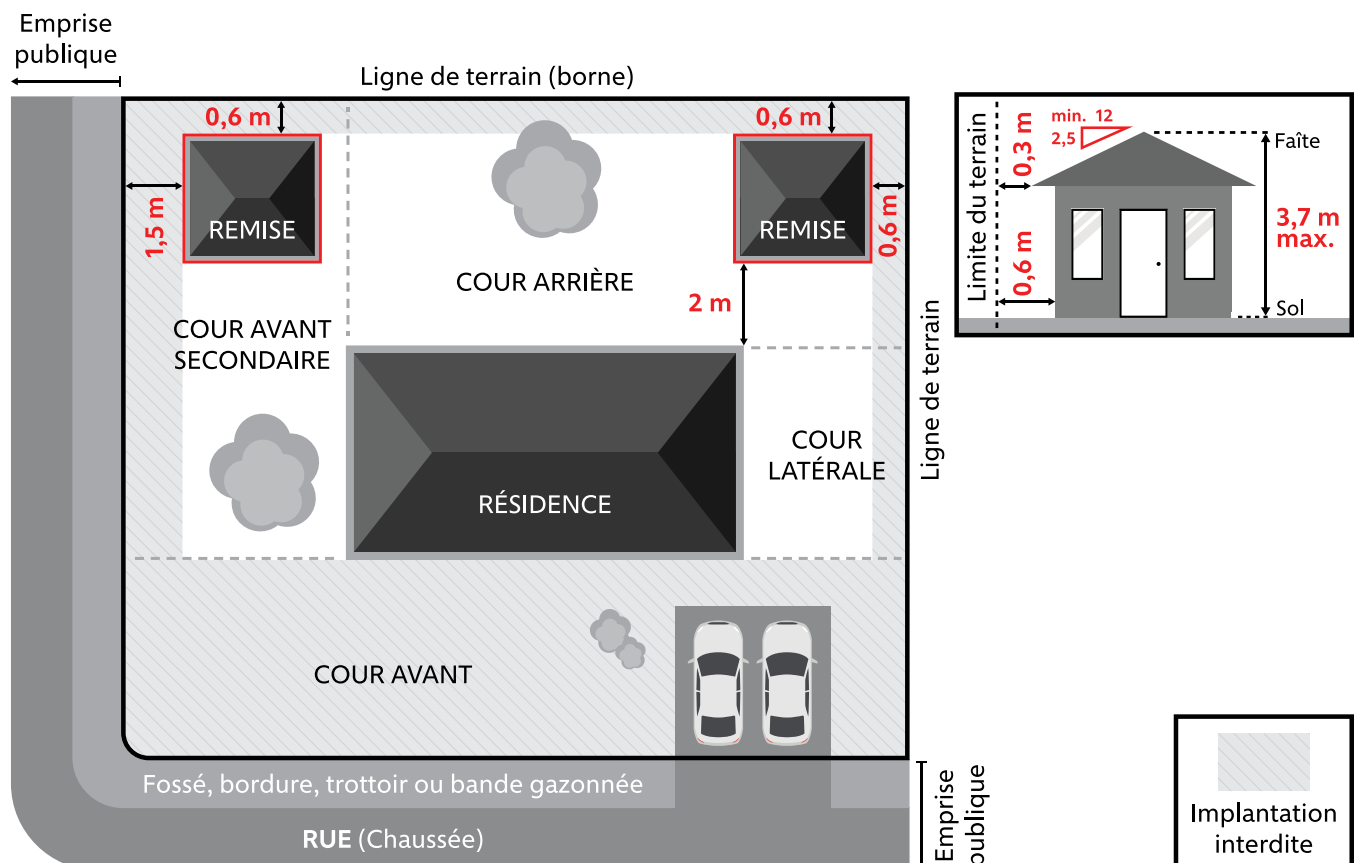 Emprise
publique
Ligne de terrain (borne)
0,6 m
0,6 m
1,5 m
REMISE
REMISE
0,6 m
COUR ARRIÈRE
2 m
COUR AVANT
SECONDAIRE
RÉSIDENCE
COUR
LATÉRALE
Ligne de terrain
COUR AVANT
Fossé, bordure, trottoir ou bande gazonnée
RUE (Chaussée)
Emprise
publique
Limite du terrain
0,3 m
min. 12
2,5
Faîte
3,7 m
max.
0,6 m
Sol
Implantation
interdite